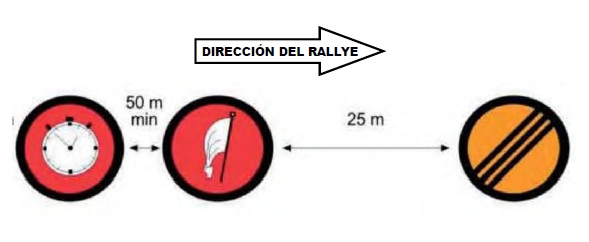 DIRECCIÓN DEL RALLYE
50 m
min
25 m